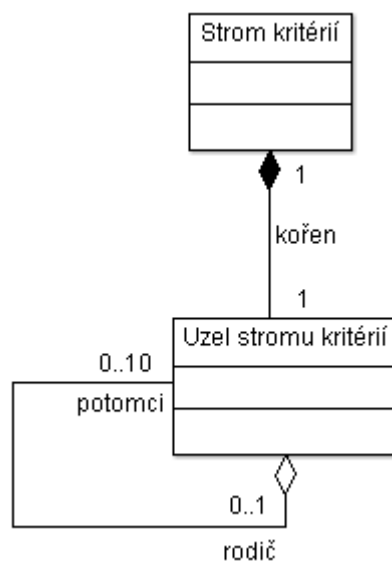 Strom kritérií
1
kořen
1
Uzel stromu kritérií
0..10
potomci
0..1
rodič